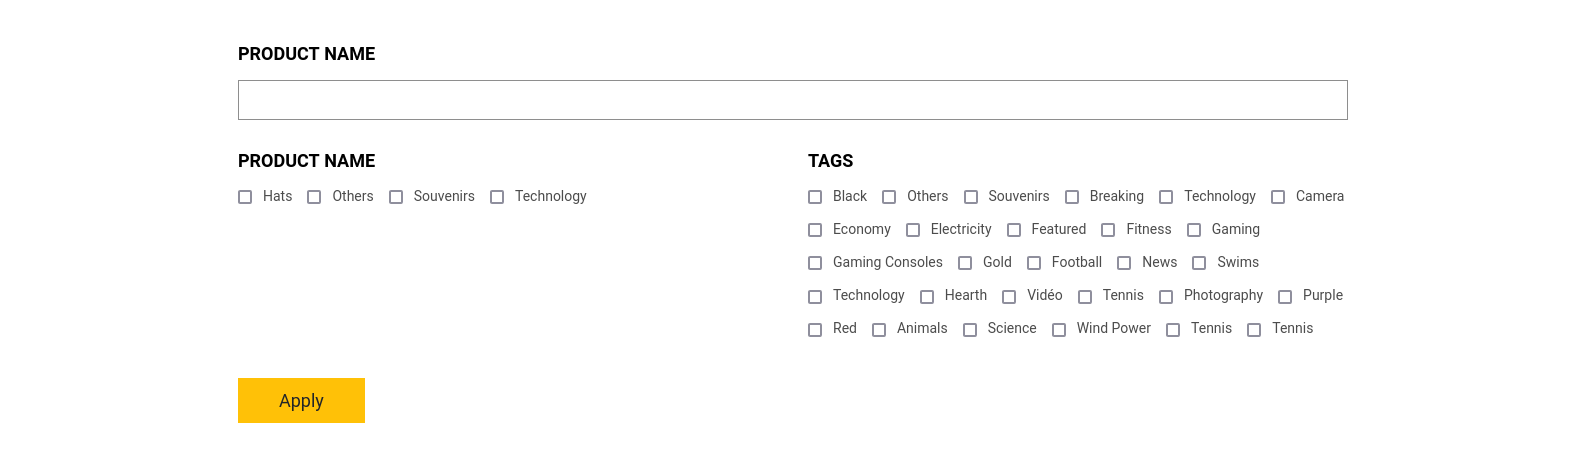 PRODUCT NAME
PRODUCT NAME
Hats Others Souvenirs Technology
TAGS
Black Others Souvenirs Breaking Technology Camera
Economy Electricity Featured Fitness Gaming
Gaming Consoles Gold Football News Swims
Technology Hearth Vidéo Tennis Photography Purple
Red Animals Science Wind Power Tennis Tennis
Apply